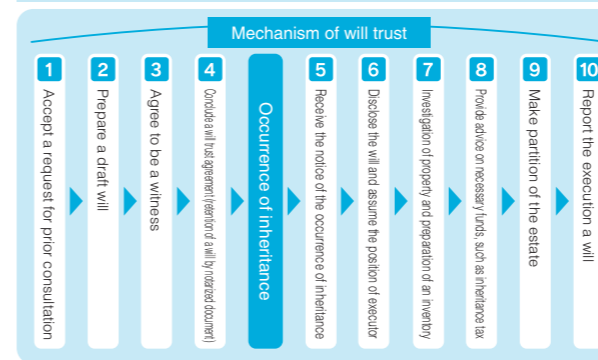 Mechanism of will trust
1
Accept a request for prior consultation
2
Prepare a draft will
3
Agree to be a witness
4
Conclude a will trust agreement (retention of a will by notarized document)
Occurrence of inheritance
5
Receive the notice of the occurrence of inheritance
6
Disclose the will and assume the position of executor
7
Investigation of property and preparation of an inventory
8
Provide advice on necessary funds, such as inheritance tax
9
Make partition of the estate
10
Report the execution a will